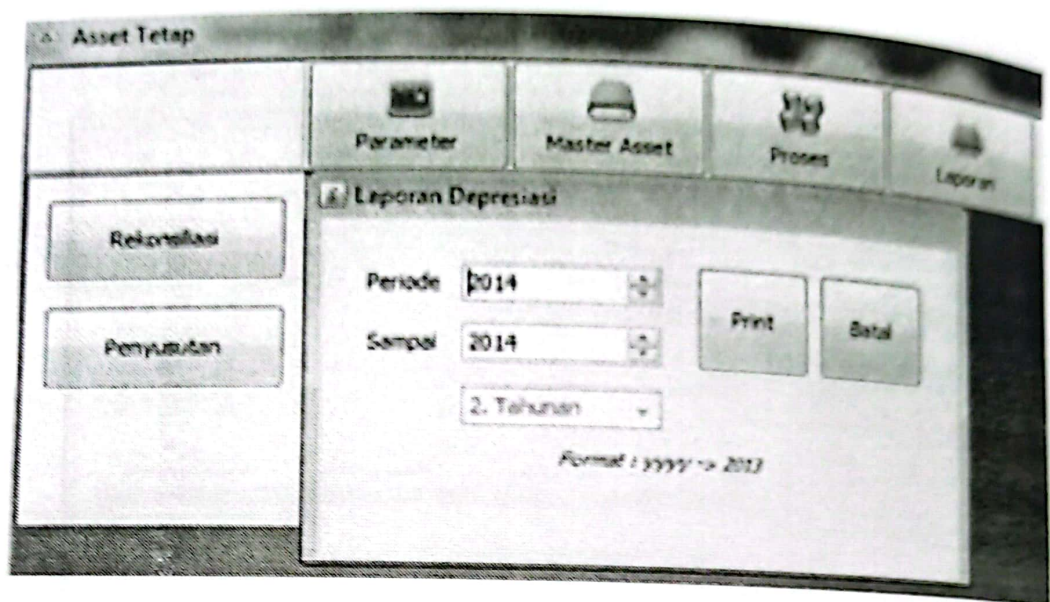 Asset Tetap
Parameter
Master Asset
Proses
Laporan
Rekonsiliasi
Penyusutan
Laporan Depresiasi
Periode 2014
Sampai 2014
2. Tahunan
Print
Batal
Format : yyyy -> 2013